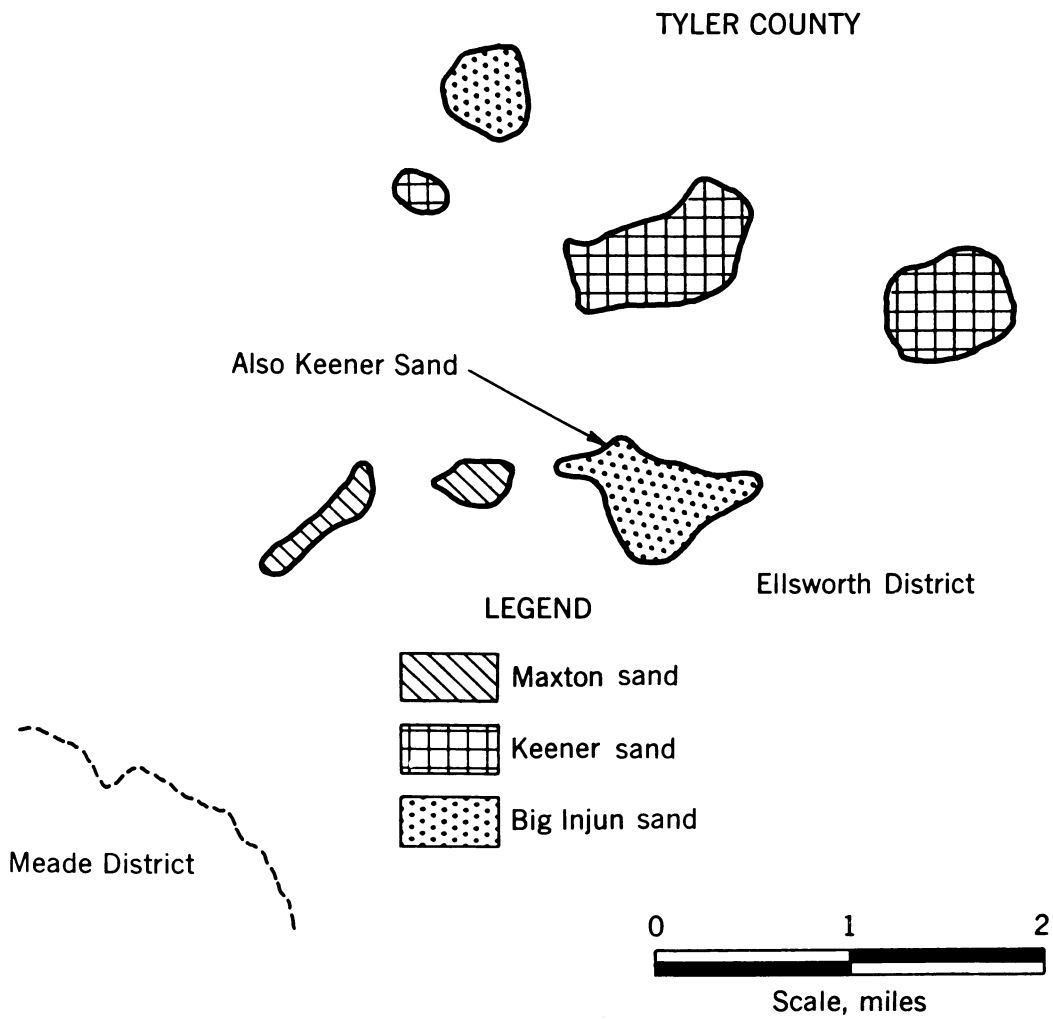 TYLER COUNTY
Also Keener Sand
Ellsworth District
LEGEND
Maxton sand
Keener sand
Big Injun sand
Meade District
0 1 2
Scale, miles